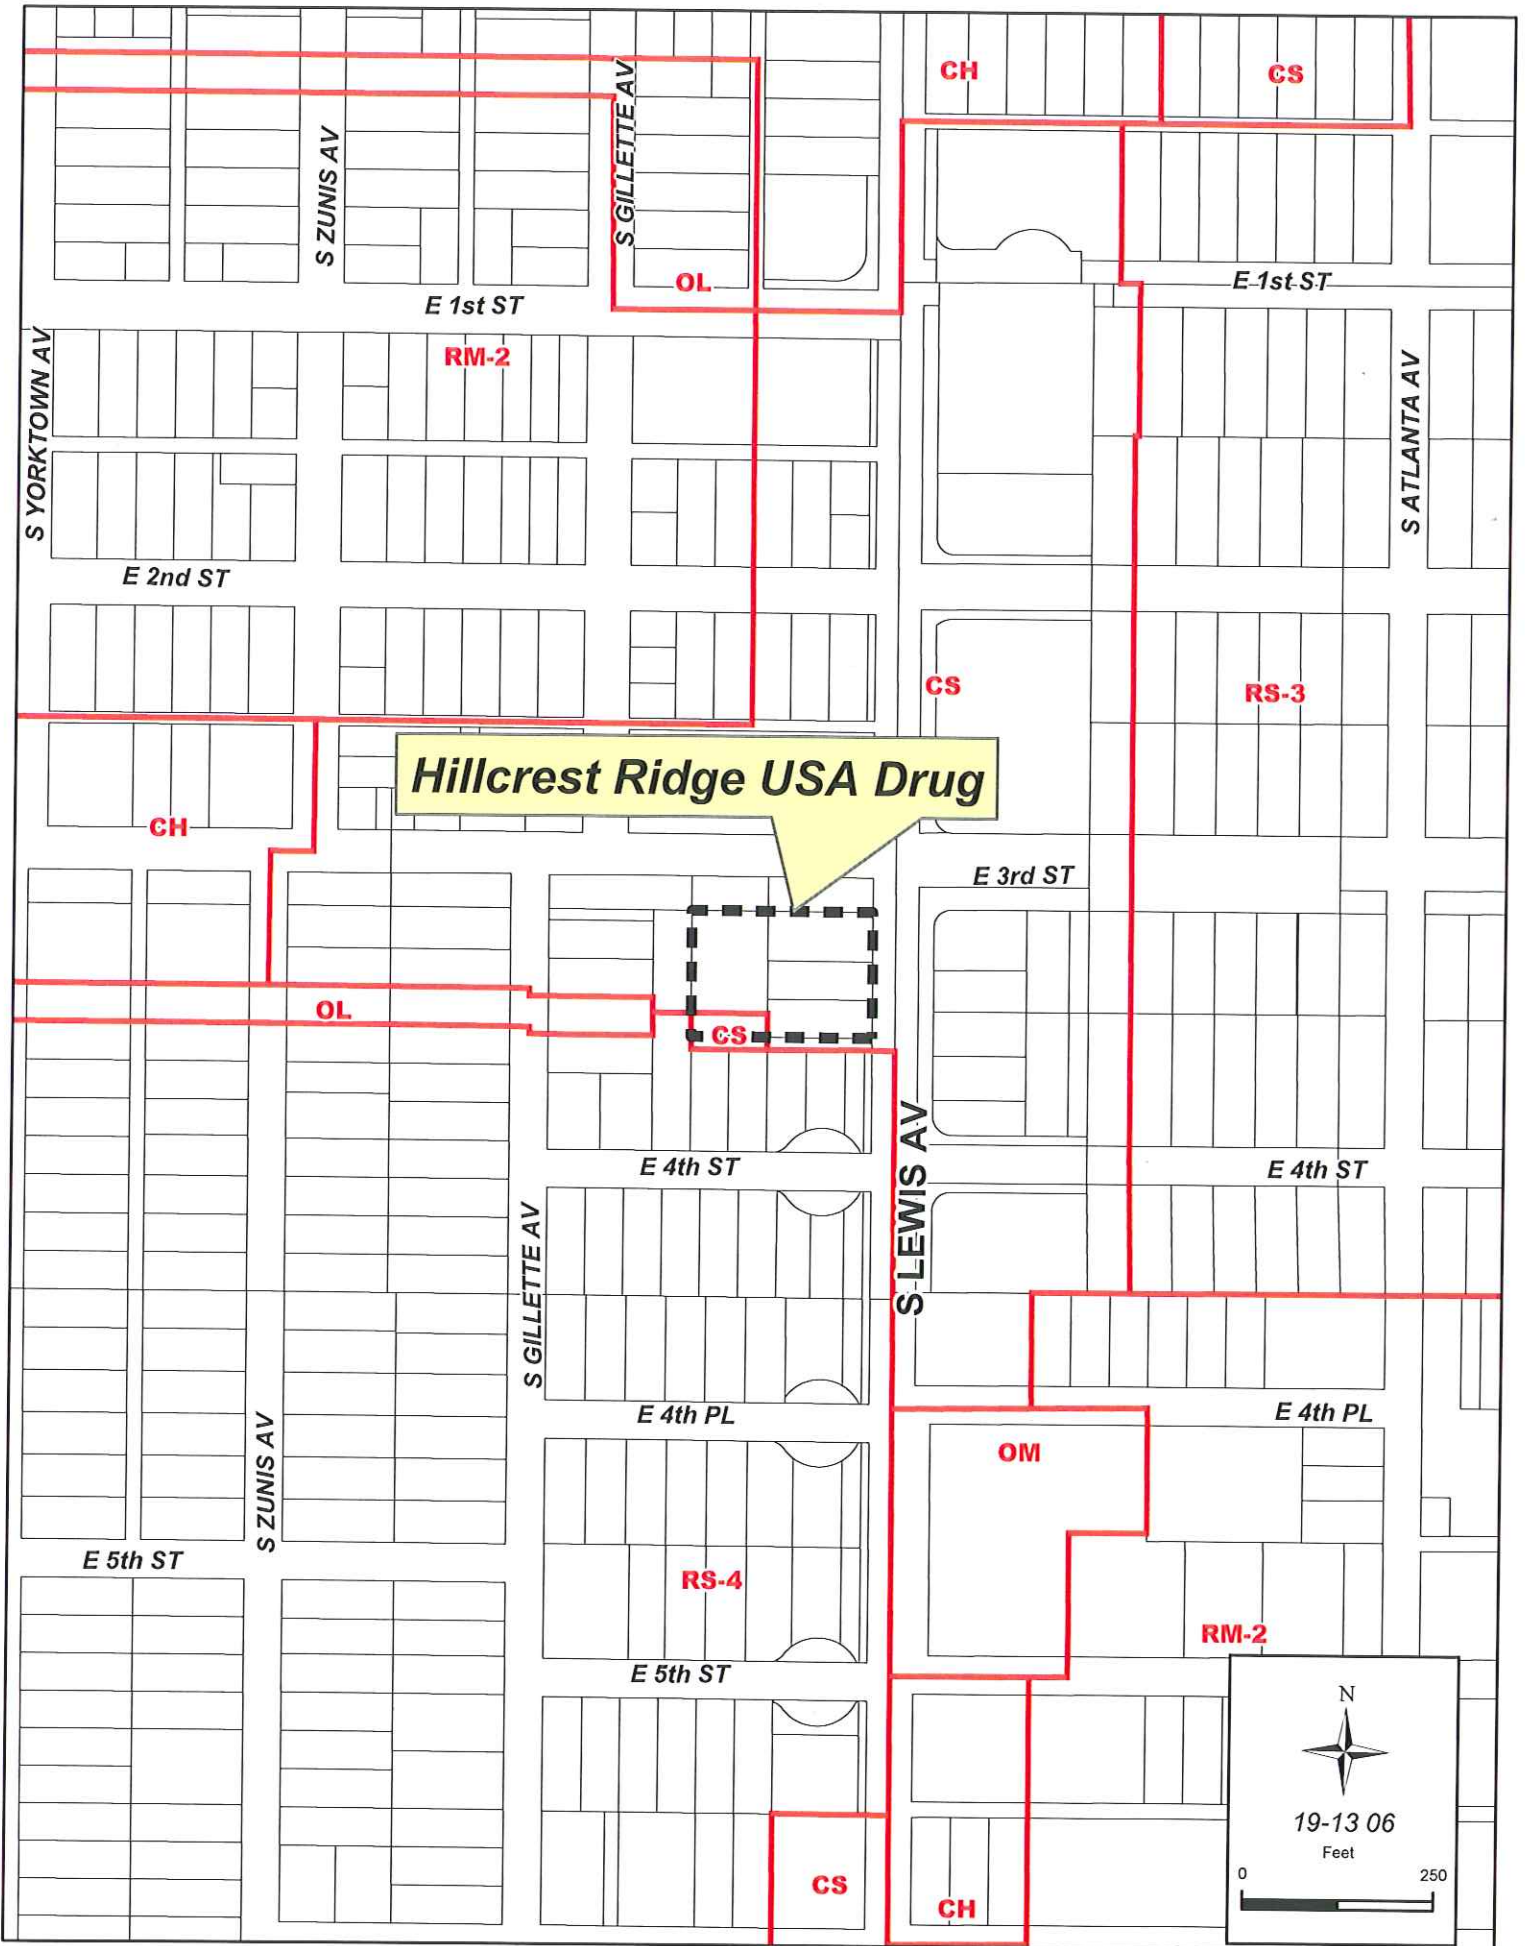 CH
CS
S GILLETTE AV
S ZUNIS AV
OL
E 1st ST
E 1st ST
RM-2
S YORKTOWN AV
S ATLANTA AV
E 2nd ST
CS
RS-3
Hillcrest Ridge USA Drug
CH
E 3rd ST
OL
CS
S LEWIS AV
E 4th ST
E 4th ST
S GILLETTE AV
E 4th PL
E 4th PL
S ZUNIS AV
OM
E 5th ST
RS-4
RM-2
E 5th ST
N
19-13 06
Feet
0 250
CS
CH